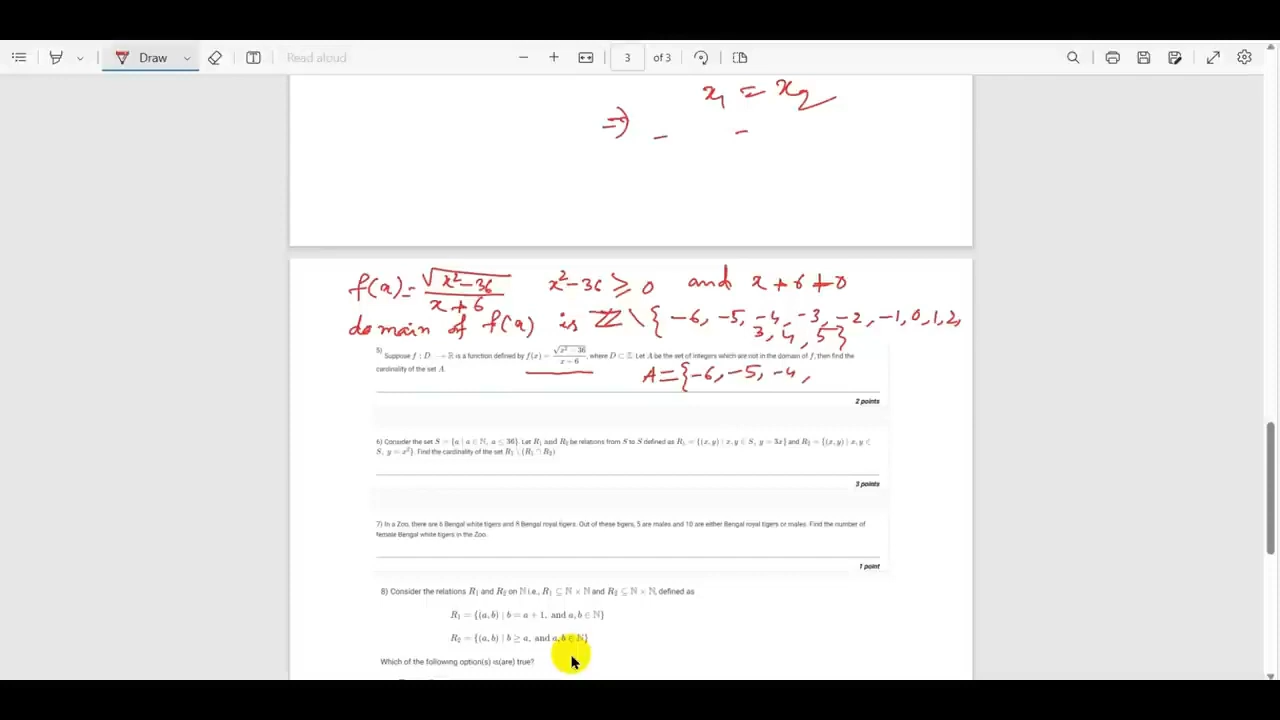 Draw
Read aloud
3 of 3
x₁ = x₂
⇒ - -
f(x) = √(x²-36)/(x+6) x²-36 ≥ 0 and x+6≠0
domain of f(x) is ℤ \ { -6, -5, -4, -3, -2, -1, 0, 1, 2,
3, 4, 5}
5) Suppose f : D → ℝ is a function defined by f(x) = √(x² − 36)/(x − 6), where D ⊂ ℤ. Let A be the set of integers which are not in the domain of f, then find the
cardinality of the set A.
A = { -6, -5, -4,
2 points
6) Consider the set S = {a | a ∈ ℕ, a ≤ 36}. Let R₁ and R₂ be relations from S to S defined as R₁ = {(x, y) | x, y ∈ S, y = 3x} and R₂ = {(x, y) | x, y ∈
S, y = x²}. Find the cardinality of the set R₁ \ (R₁ ∩ R₂)
3 points
7) In a Zoo, there are 6 Bengal white tigers and 8 Bengal royal tigers. Out of these tigers, 5 are males and 10 are either Bengal royal tigers or males. Find the number of
female Bengal white tigers in the Zoo.
1 point
8) Consider the relations R₁ and R₂ on ℕ i.e., R₁ ⊆ ℕ × ℕ and R₂ ⊆ ℕ × ℕ, defined as
R₁ = {(a, b) | b = a + 1, and a, b ∈ ℕ}
R₂ = {(a, b) | b ≥ a, and a, b ∈ ℕ}
Which of the following option(s) is(are) true?